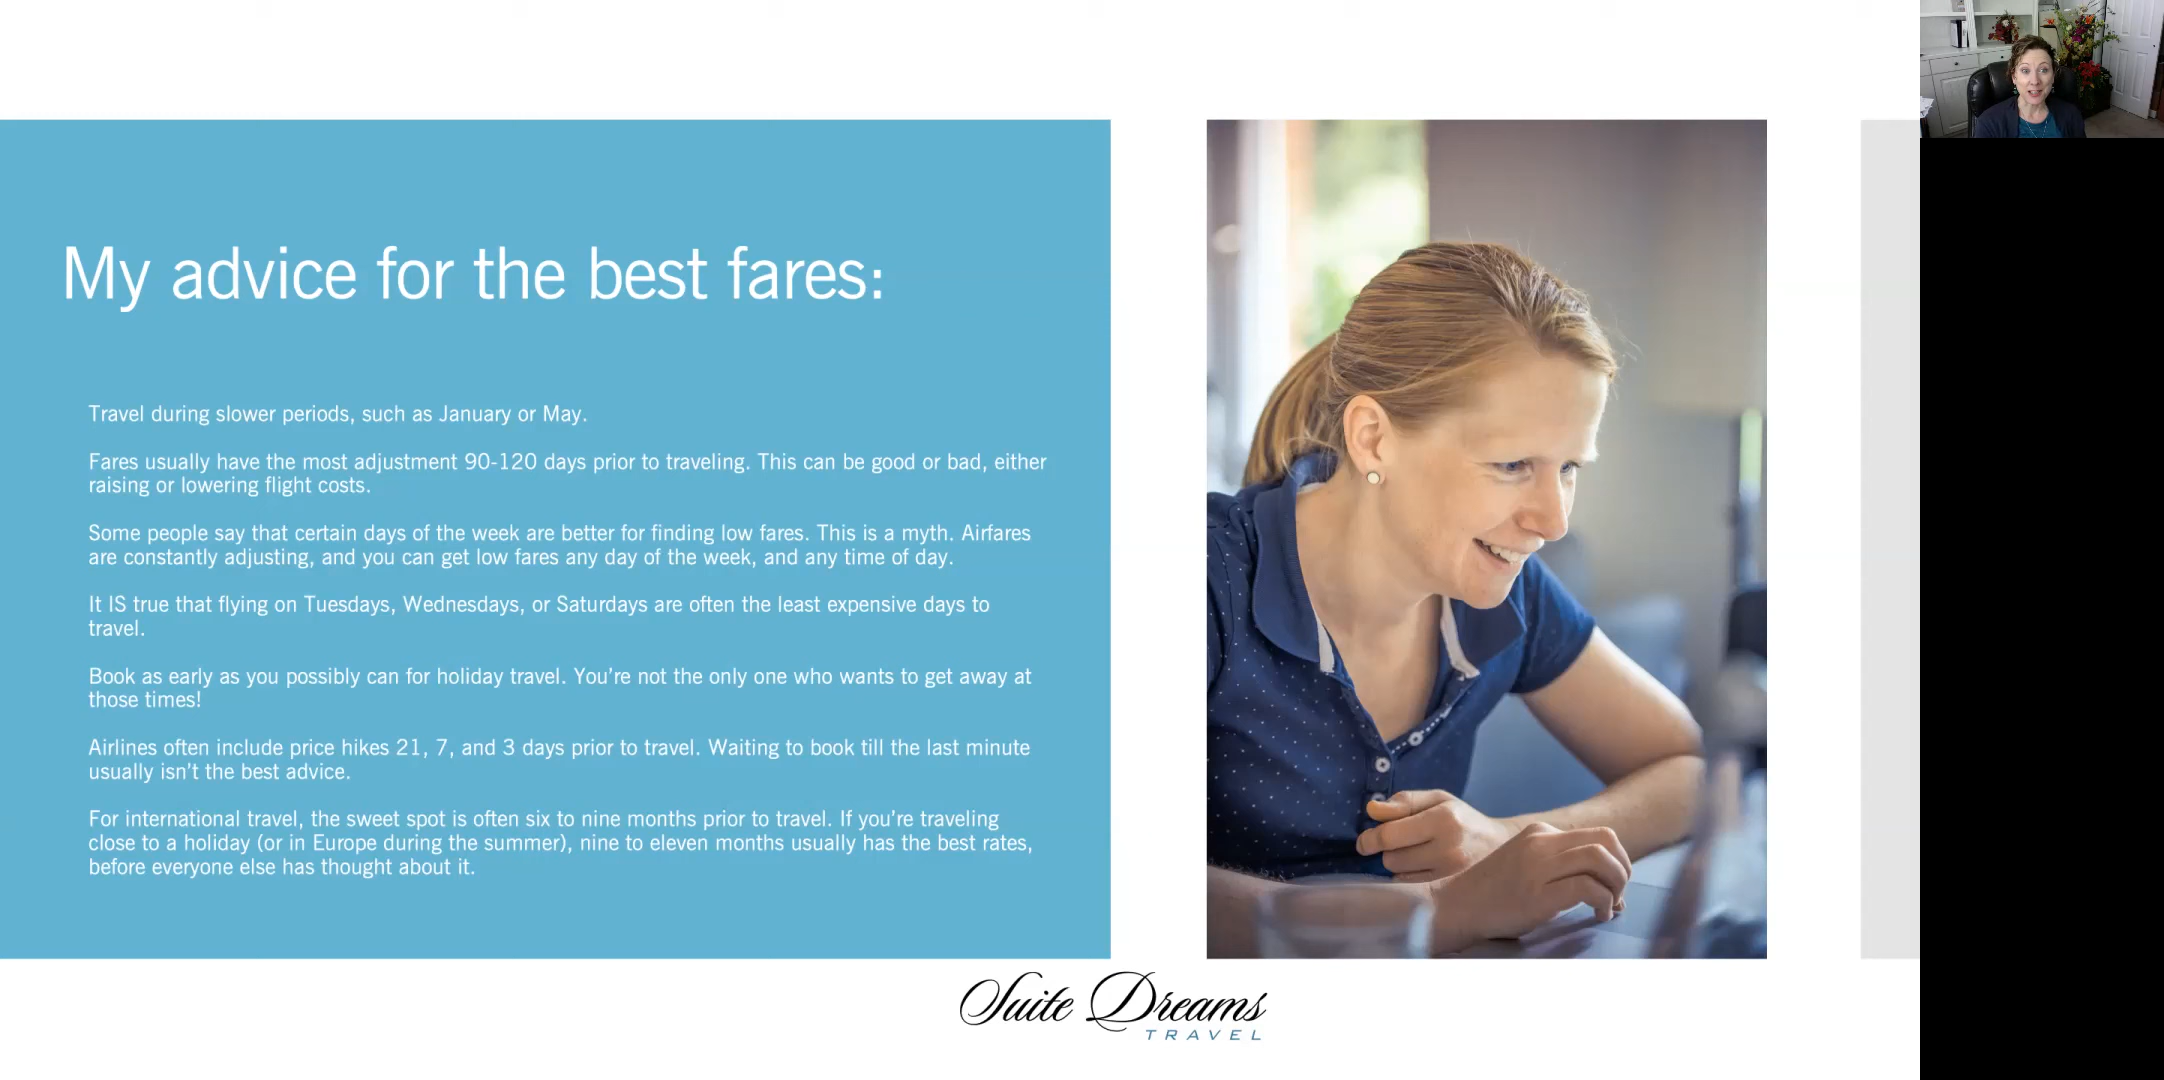 My advice for the best fares:
Travel during slower periods, such as January or May.
Fares usually have the most adjustment 90-120 days prior to traveling. This can be good or bad, either
raising or lowering flight costs.
Some people say that certain days of the week are better for finding low fares. This is a myth. Airfares
are constantly adjusting, and you can get low fares any day of the week, and any time of day.
It IS true that flying on Tuesdays, Wednesdays, or Saturdays are often the least expensive days to
travel.
Book as early as you possibly can for holiday travel. You’re not the only one who wants to get away at
those times!
Airlines often include price hikes 21, 7, and 3 days prior to travel. Waiting to book till the last minute
usually isn’t the best advice.
For international travel, the sweet spot is often six to nine months prior to travel. If you’re traveling
close to a holiday (or in Europe during the summer), nine to eleven months usually has the best rates,
before everyone else has thought about it.
Suite Dreams
TRAVEL